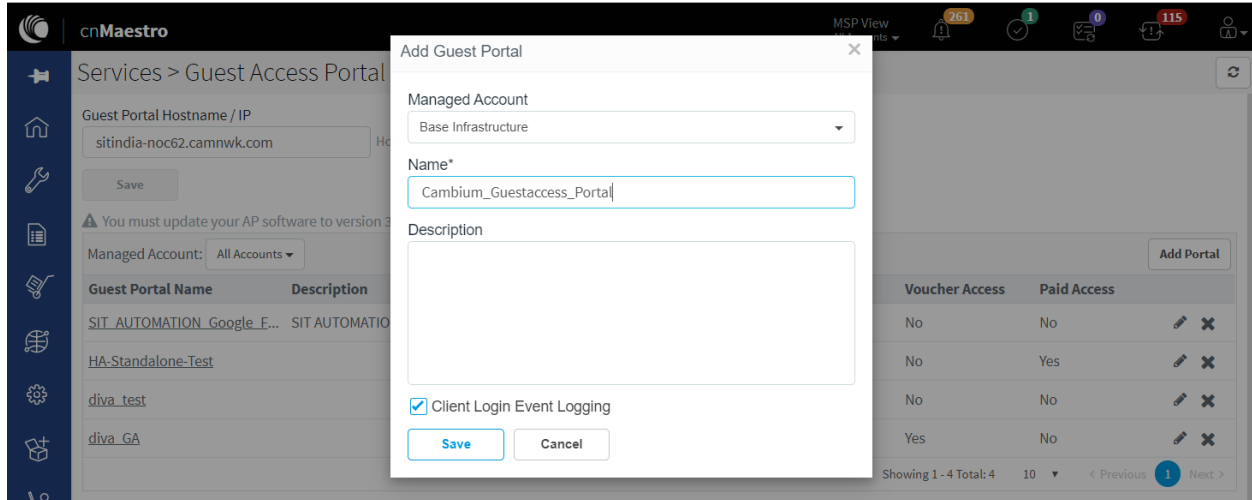 cnMaestro
MSP View
261
1
0
115
Services > Guest Access Portal
Guest Portal Hostname / IP
sitindia-noc62.camnwk.com
Save
You must update your AP software to version 3
Managed Account: All Accounts
Add Portal
Guest Portal Name Description Voucher Access Paid Access
SIT_AUTOMATION_Google_F... SIT AUTOMATIO No No
HA-Standalone-Test No Yes
diva_test No No
diva_GA Yes No
Showing 1 - 4 Total: 4 10 < Previous 1 Next >
Add Guest Portal
Managed Account
Base Infrastructure
Name*
Cambium_Guestaccess_Portal
Description
Client Login Event Logging
Save Cancel